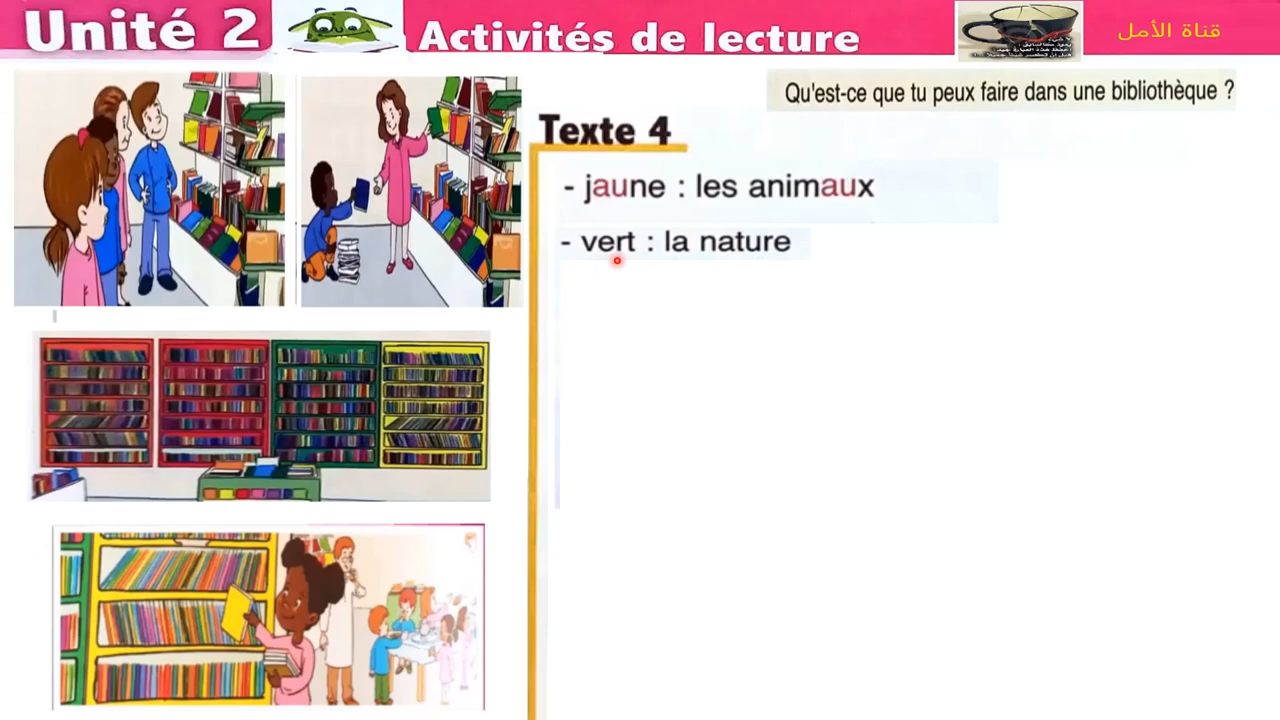 Unité 2
Activités de lecture
قناة الأمل
Qu'est-ce que tu peux faire dans une bibliothèque ?
Texte 4
- jaune : les animaux
- vert : la nature